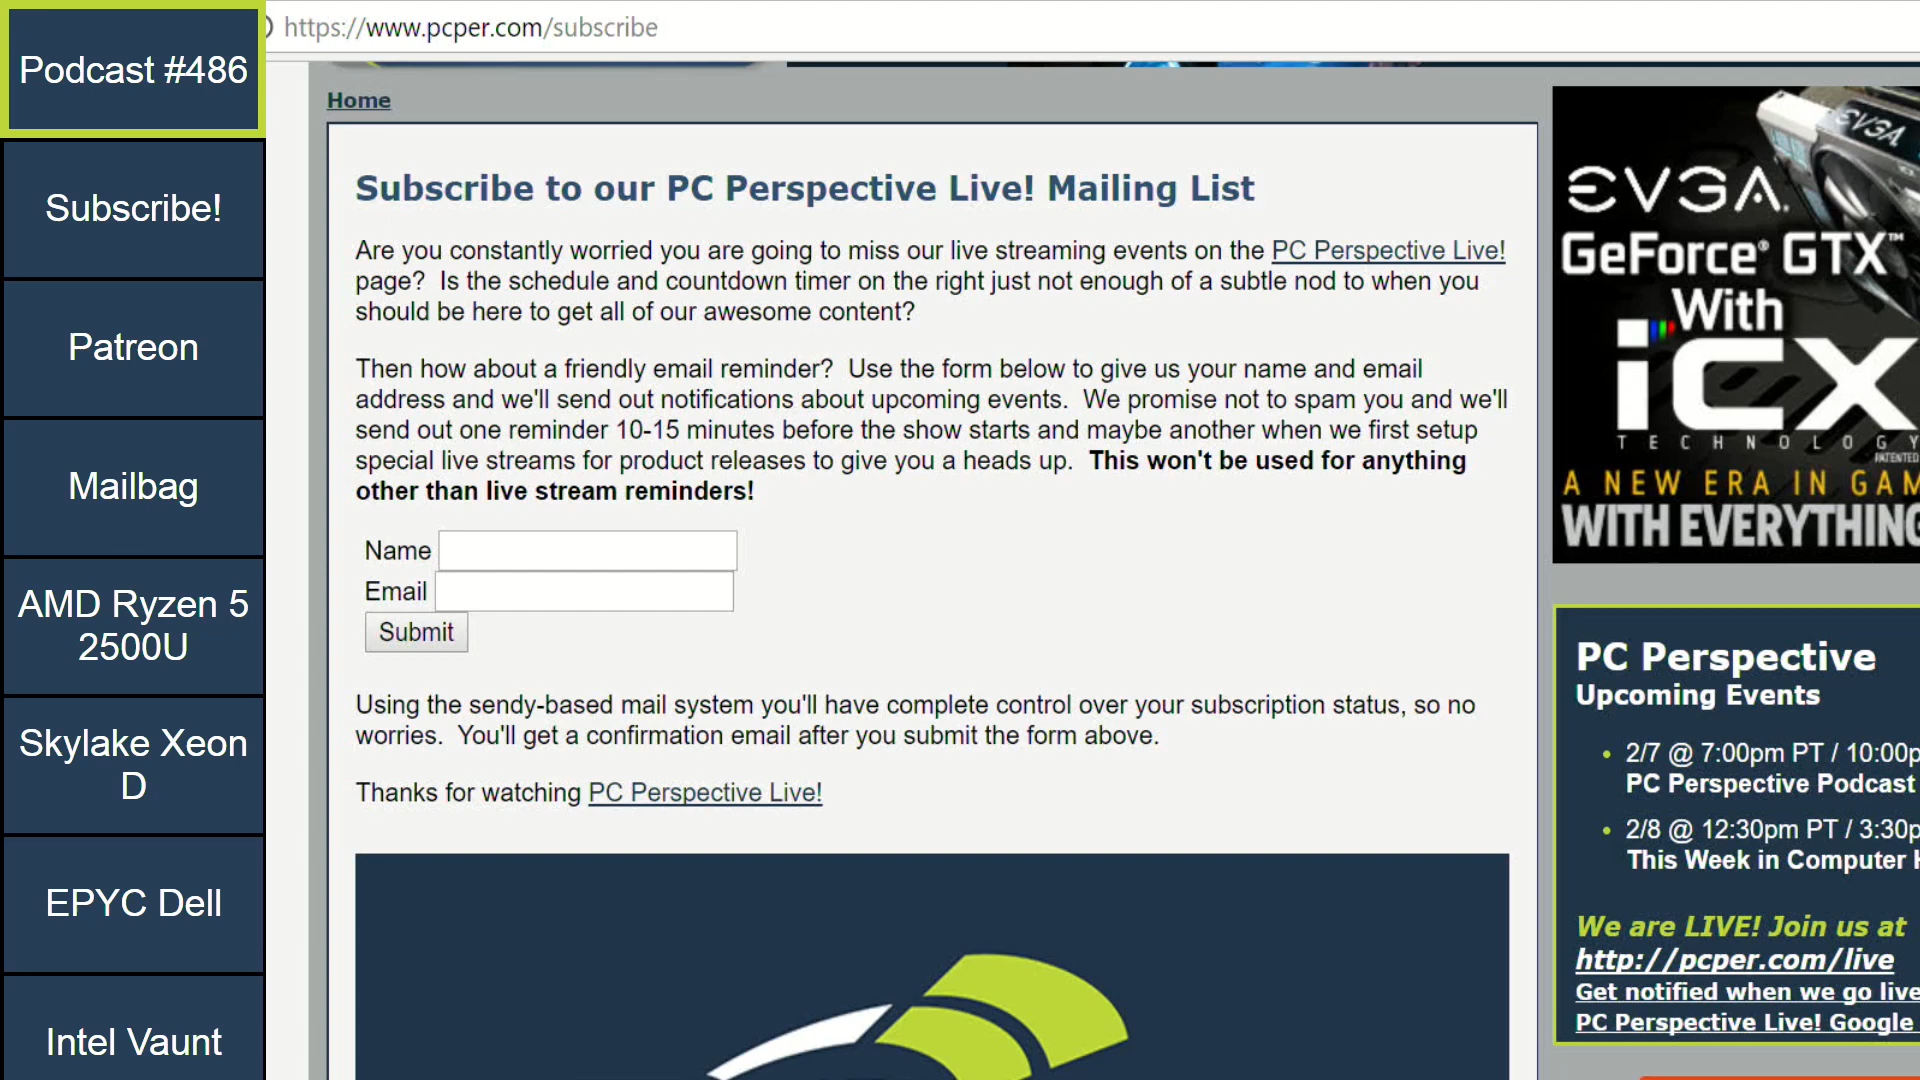 Podcast #486
Subscribe!
Patreon
Mailbag
AMD Ryzen 5
2500U
Skylake Xeon
D
EPYC Dell
Intel Vaunt
https://www.pcper.com/subscribe
Home
Subscribe to our PC Perspective Live! Mailing List
Are you constantly worried you are going to miss our live streaming events on the PC Perspective Live!
page?  Is the schedule and countdown timer on the right just not enough of a subtle nod to when you
should be here to get all of our awesome content?
Then how about a friendly email reminder?  Use the form below to give us your name and email
address and we'll send out notifications about upcoming events.  We promise not to spam you and we'll
send out one reminder 10-15 minutes before the show starts and maybe another when we first setup
special live streams for product releases to give you a heads up.  This won't be used for anything
other than live stream reminders!
Name
Email
Submit
Using the sendy-based mail system you'll have complete control over your subscription status, so no
worries.  You'll get a confirmation email after you submit the form above.
Thanks for watching PC Perspective Live!
EVGA
EVGA.
GeForce® GTX™
With
iCX
TECHNOLOGY
PATENTED
A NEW ERA IN GAM
WITH EVERYTHING
PC Perspective
Upcoming Events
2/7 @ 7:00pm PT / 10:00p
PC Perspective Podcast
2/8 @ 12:30pm PT / 3:30p
This Week in Computer H
We are LIVE! Join us at
http://pcper.com/live
Get notified when we go live
PC Perspective Live! Google